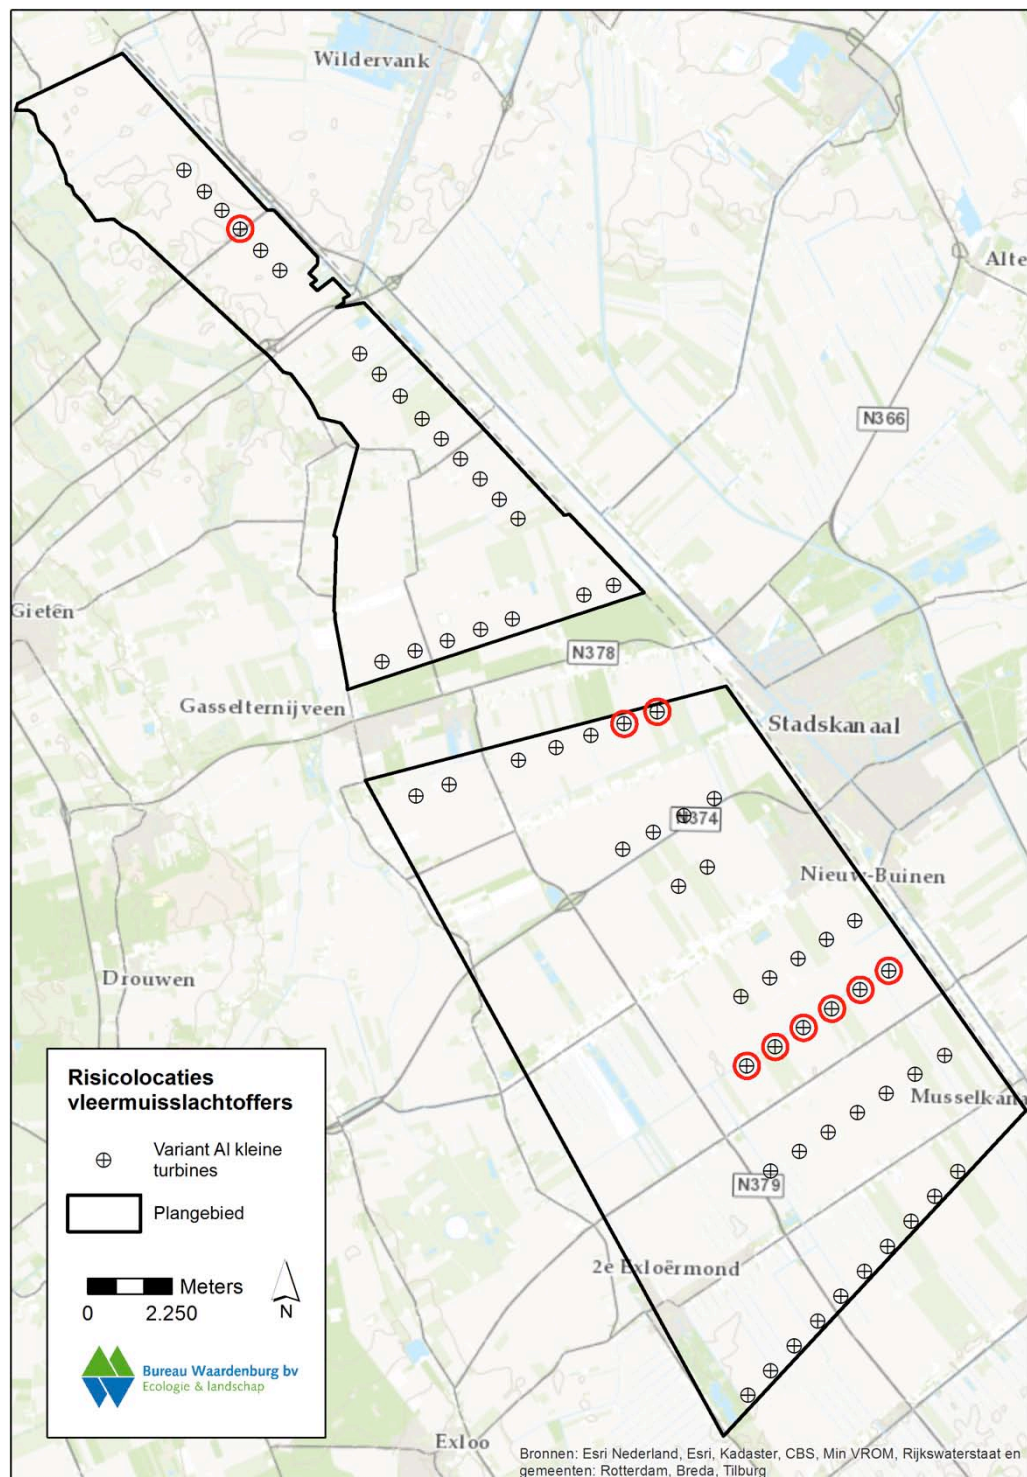 Wildervank
Alte
N366
Gieten
N378
Gasselternijveen
Stadskanaal
N374
Nieuw-Buinen
Drouwen
Musselkana
N379
2e Exloërmond
Exloo
Risicolocaties
vleermuisslachtoffers
Variant AI kleine
turbines
Plangebied
Meters
0 2.250
N
Bureau Waardenburg bv
Ecologie & landschap
Bronnen: Esri Nederland, Esri, Kadaster, CBS, Min VROM, Rijkswaterstaat en
gemeenten: Rotterdam, Breda, Tilburg